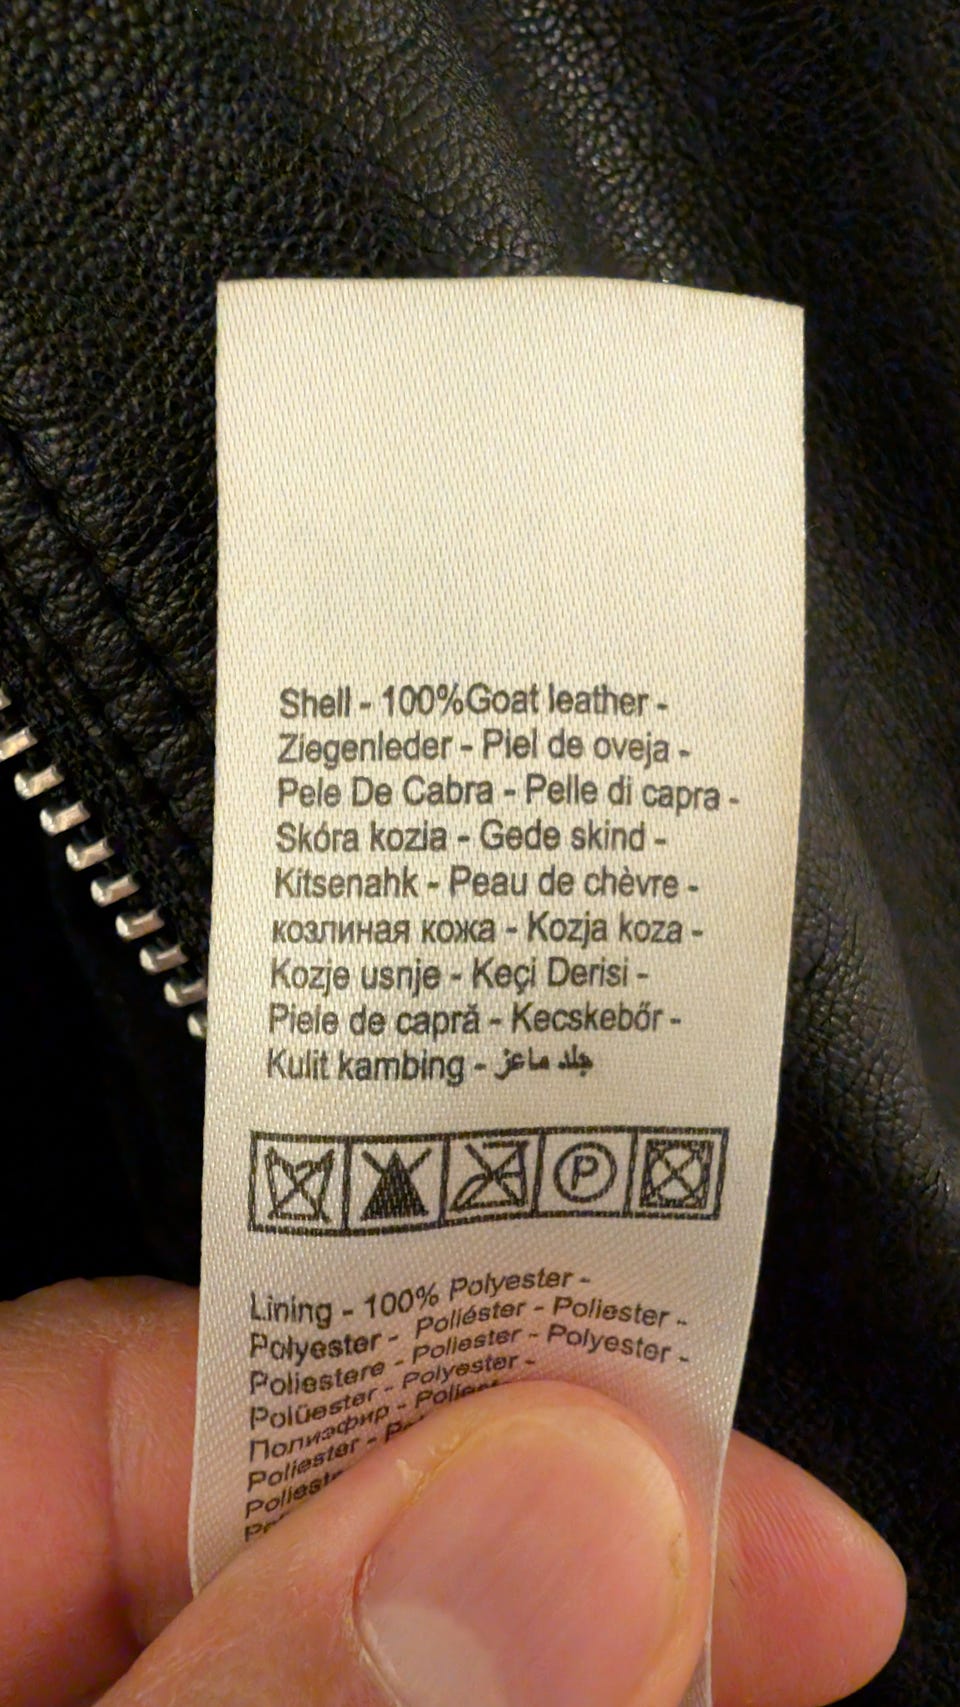 Shell - 100%Goat leather -
Ziegenleder - Piel de oveja -
Pele De Cabra - Pelle di capra -
Skóra kozia - Gede skind -
Kitsenahk - Peau de chèvre -
козлиная кожа - Kozja koza -
Kozje usnje - Keçi Derisi -
Piele de capră - Kecskebőr -
Kulit kambing - جلد ماعز
P
Lining - 100% Polyester -
Polyester - Poliéster - Poliester -
Poliestere - Poliester - Polyester -
Polüester - Polyester -
Полиэфир -
Poliester -